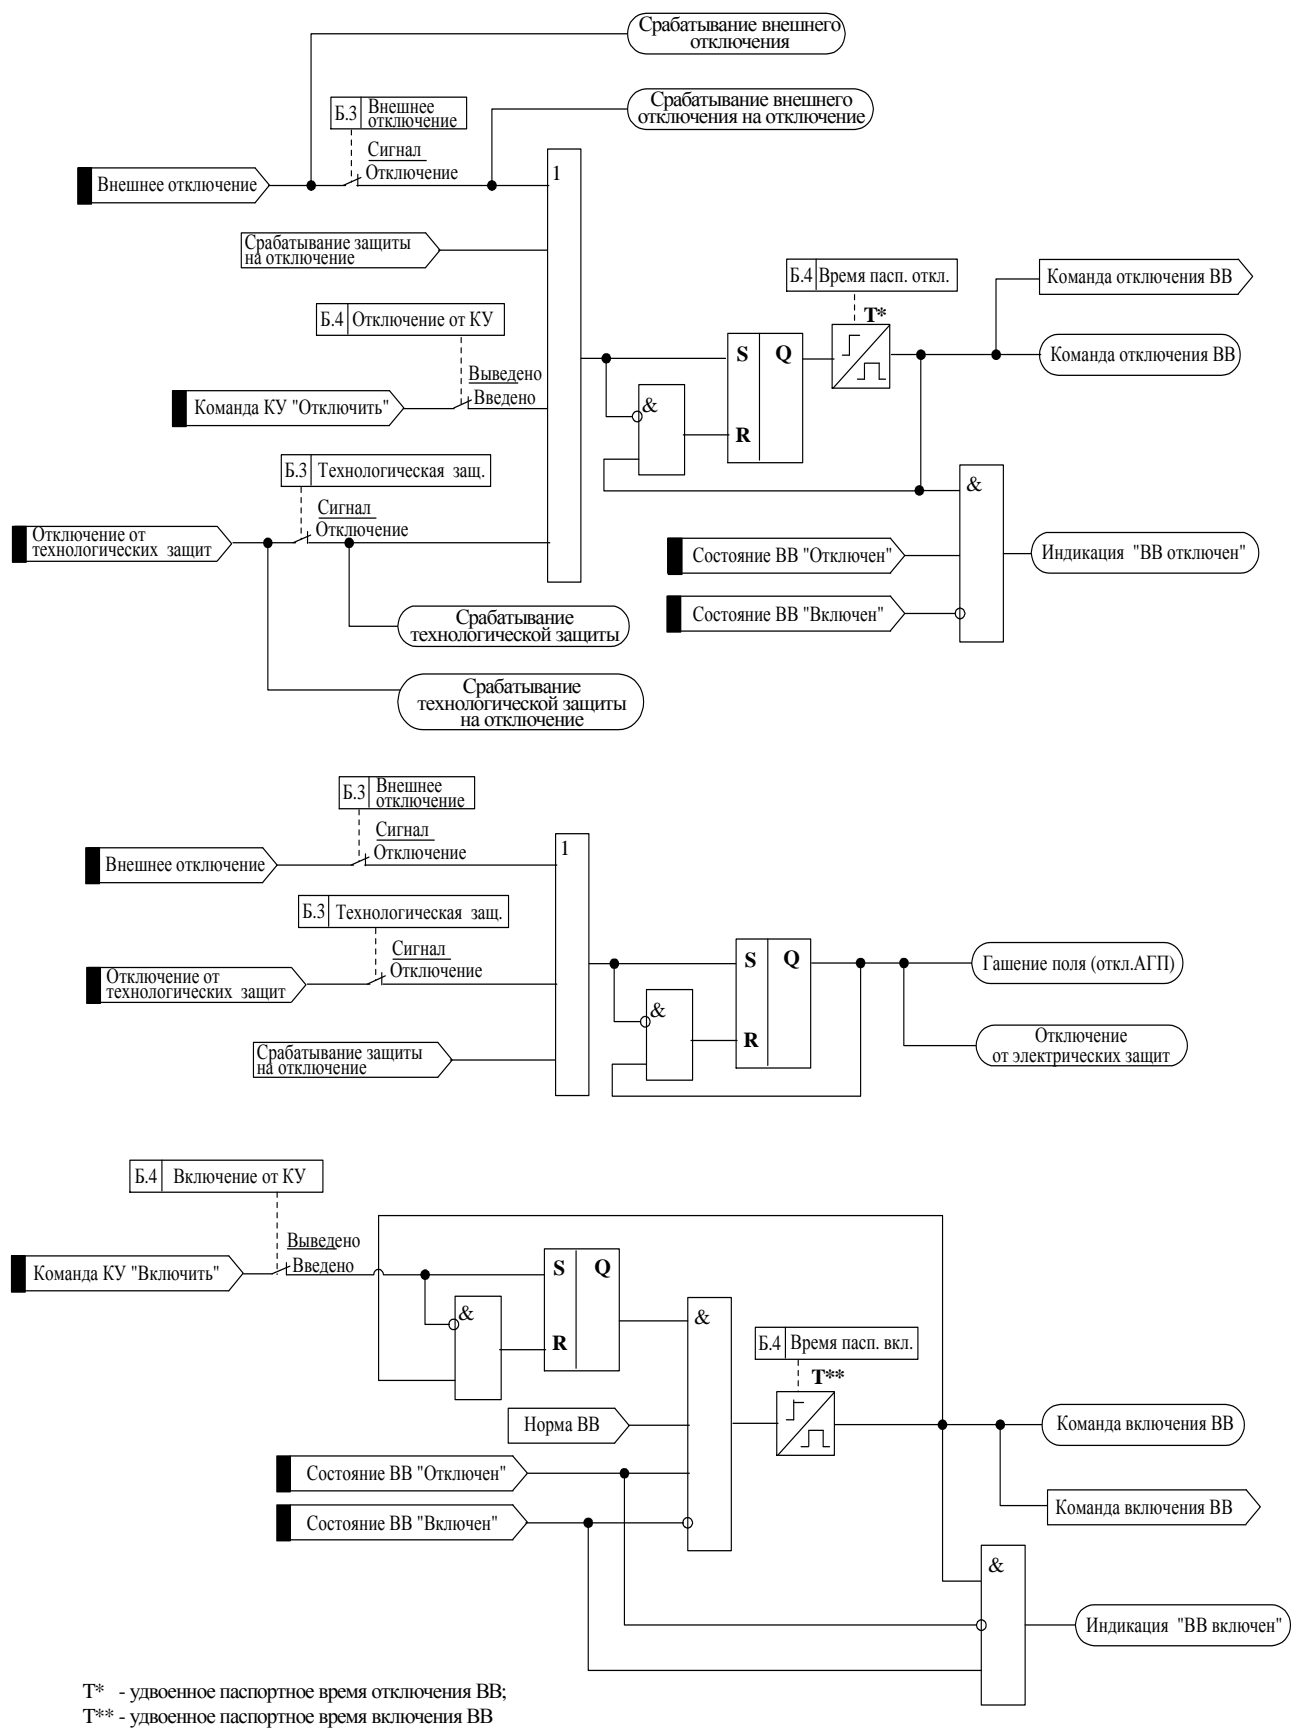 Срабатывание внешнего
отключения
Б.3
Внешнее
отключение
Срабатывание внешнего
отключения на отключение
Сигнал
Отключение
Внешнее отключение
1
Срабатывание защиты
на отключение
Б.4
Время пасп. откл.
Команда отключения ВВ
Б.4
Отключение от КУ
Т*
S
Q
Команда отключения ВВ
Выведено
Введено
Команда КУ "Отключить"
&
R
Б.3
Технологическая защ.
&
Сигнал
Отключение
Отключение от
технологических защит
Состояние ВВ "Отключен"
Индикация "ВВ отключен"
Состояние ВВ "Включен"
Срабатывание
технологической защиты
Срабатывание
технологической защиты
на отключение
Б.3
Внешнее
отключение
Сигнал
Отключение
Внешнее отключение
1
Б.3
Технологическая защ.
Сигнал
Отключение
Отключение от
технологических защит
S
Q
Гашение поля (откл.АГП)
&
R
Срабатывание защиты
на отключение
Отключение
от электрических защит
Б.4
Включение от КУ
Выведено
Введено
Команда КУ "Включить"
S
Q
&
R
&
Б.4
Время пасп. вкл.
Т**
Норма ВВ
Команда включения ВВ
Состояние ВВ "Отключен"
Команда включения ВВ
Состояние ВВ "Включен"
&
Индикация "ВВ включен"
Т* - удвоенное паспортное время отключения ВВ;
Т** - удвоенное паспортное время включения ВВ